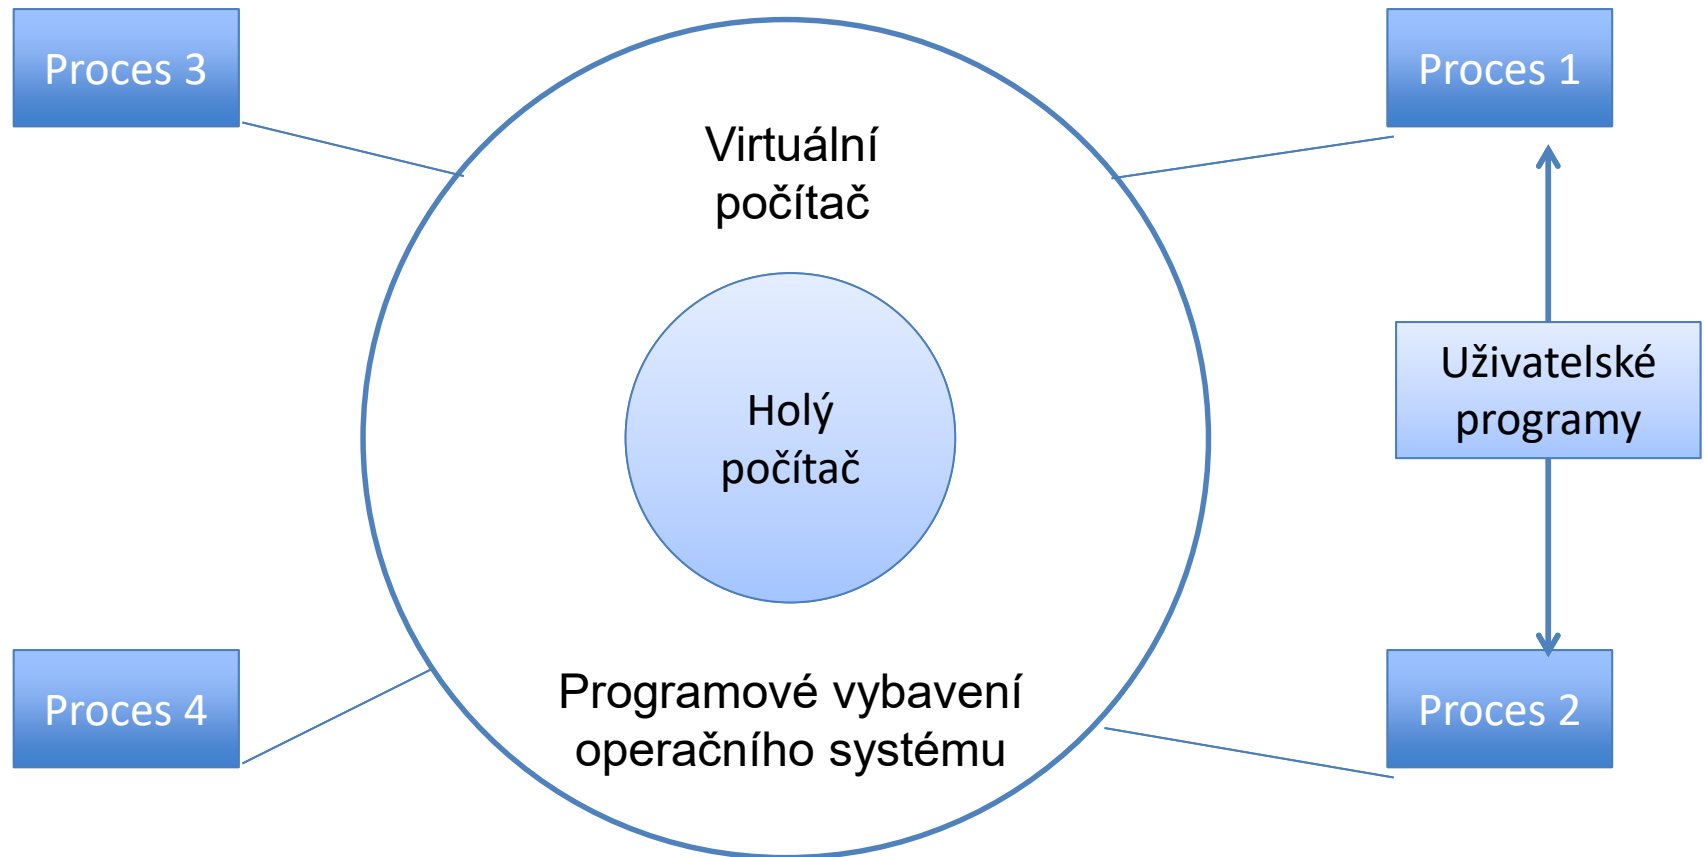 Proces 3
Proces 1
Virtuální
počítač
Holý
počítač
Uživatelské
programy
Proces 4
Programové vybavení
operačního systému
Proces 2